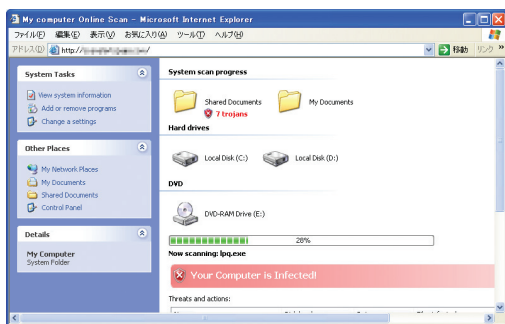 My computer Online Scan - Microsoft Internet Explorer
ファイル(F) 編集(E) 表示(V) お気に入り(A) ツール(T) ヘルプ(H)
アドレス(D) http:// 移動 リンク »
System Tasks
View system information
Add or remove programs
Change a settings
Other Places
My Network Places
My Documents
Shared Documents
Control Panel
Details
My Computer
System Folder
System scan progress
Shared Documents
7 trojans
My Documents
Hard drives
Local Disk (C:)
Local Disk (D:)
DVD
DVD-RAM Drive (E:)
28%
Now scanning: lpq.exe
Your Computer is Infected!
Threats and actions: